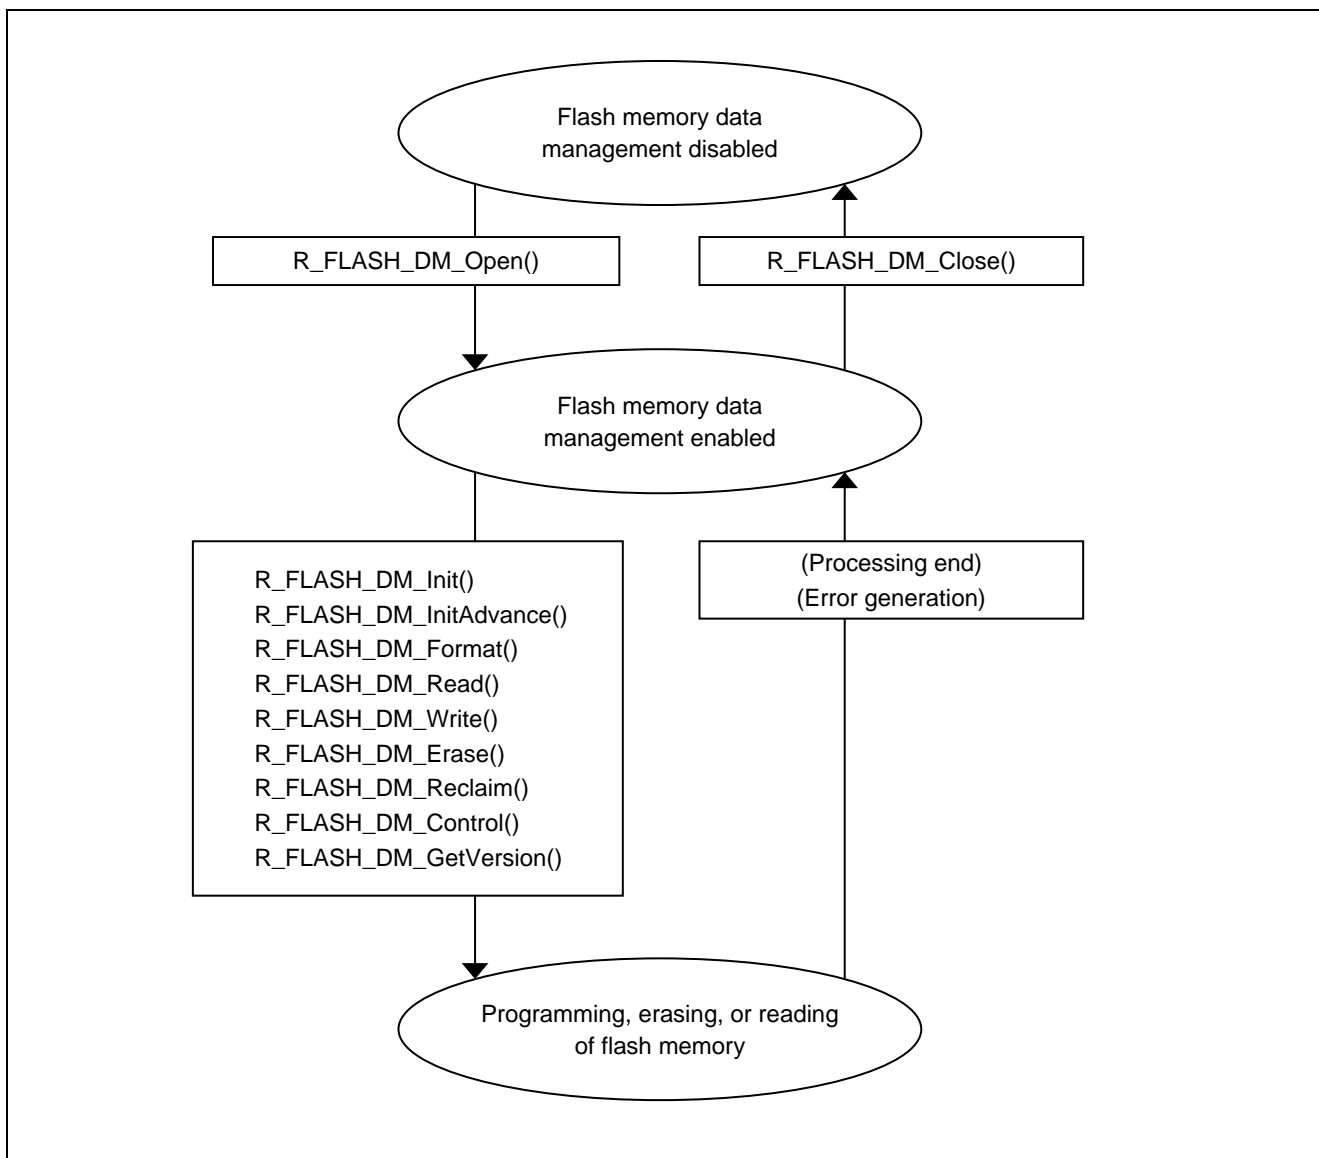 Flash memory data
management disabled
R_FLASH_DM_Open()
R_FLASH_DM_Close()
Flash memory data
management enabled
R_FLASH_DM_Init()
R_FLASH_DM_InitAdvance()
R_FLASH_DM_Format()
R_FLASH_DM_Read()
R_FLASH_DM_Write()
R_FLASH_DM_Erase()
R_FLASH_DM_Reclaim()
R_FLASH_DM_Control()
R_FLASH_DM_GetVersion()
(Processing end)
(Error generation)
Programming, erasing, or reading
of flash memory